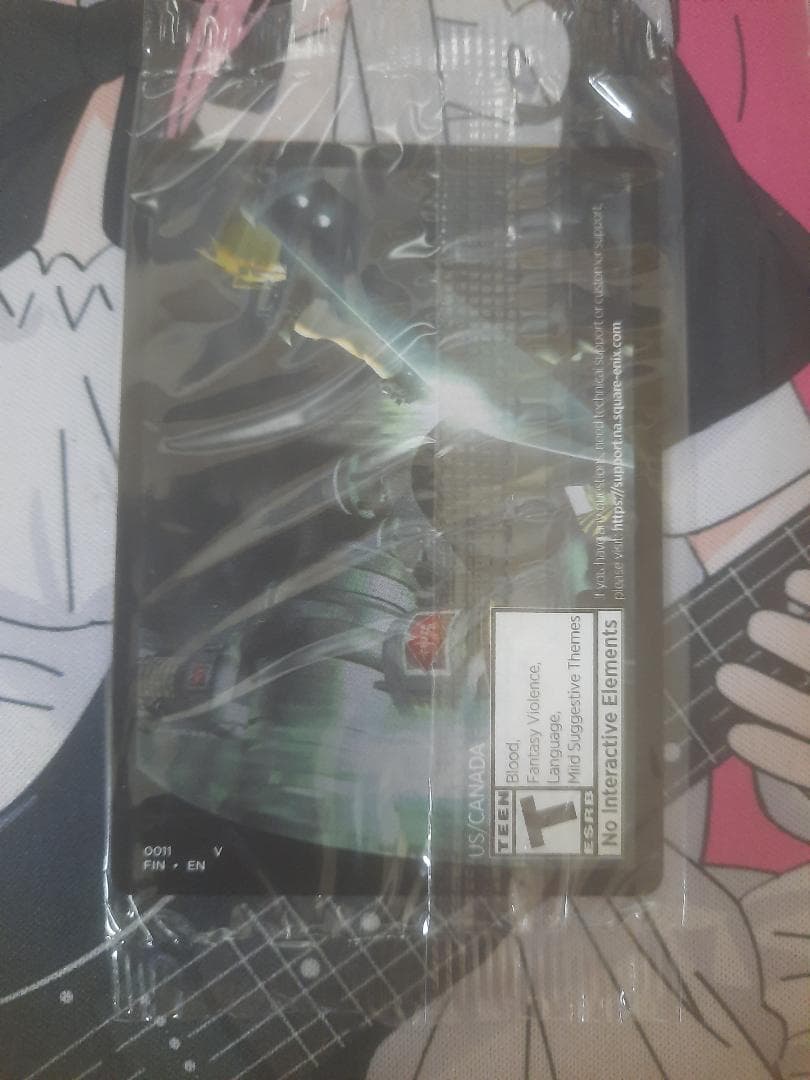 If you have any questions, need technical support or customer support,
please visit https://support.na.square-enix.com
US/CANADA
TEEN
T
ESRB
Blood,
Fantasy Violence,
Language,
Mild Suggestive Themes
No Interactive Elements
0011 V
FIN • EN